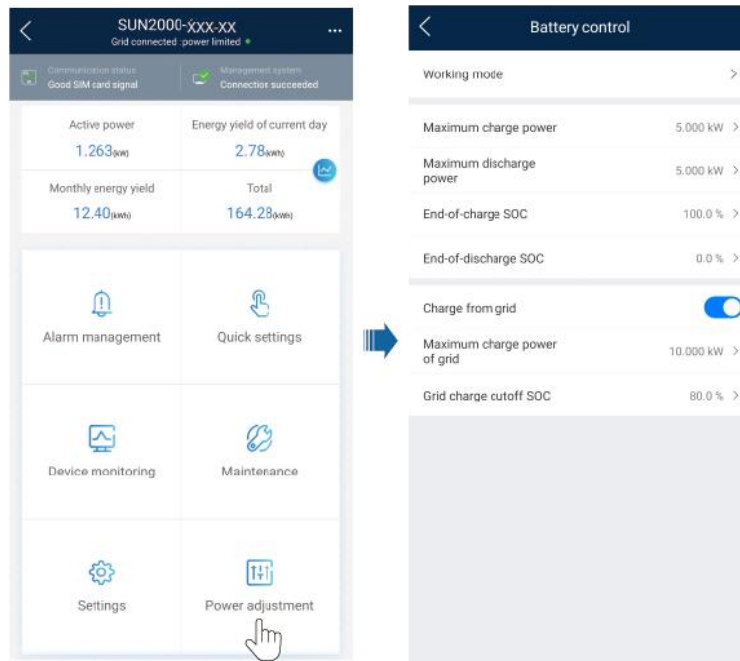 SUN2000-XXX-XX
Grid connected :power limited
Communication status
Good SIM card signal
Management system
Connection succeeded
Active power
1.263(kW)
Energy yield of current day
2.78(kWh)
Monthly energy yield
12.40(kWh)
Total
164.28(kWh)
Alarm management
Quick settings
Device monitoring
Maintenance
Settings
Power adjustment
Battery control
Working mode
Maximum charge power 5.000 kW
Maximum discharge
power 5.000 kW
End-of-charge SOC 100.0 %
End-of-discharge SOC 0.0 %
Charge from grid
Maximum charge power
of grid 10.000 kW
Grid charge cutoff SOC 80.0 %